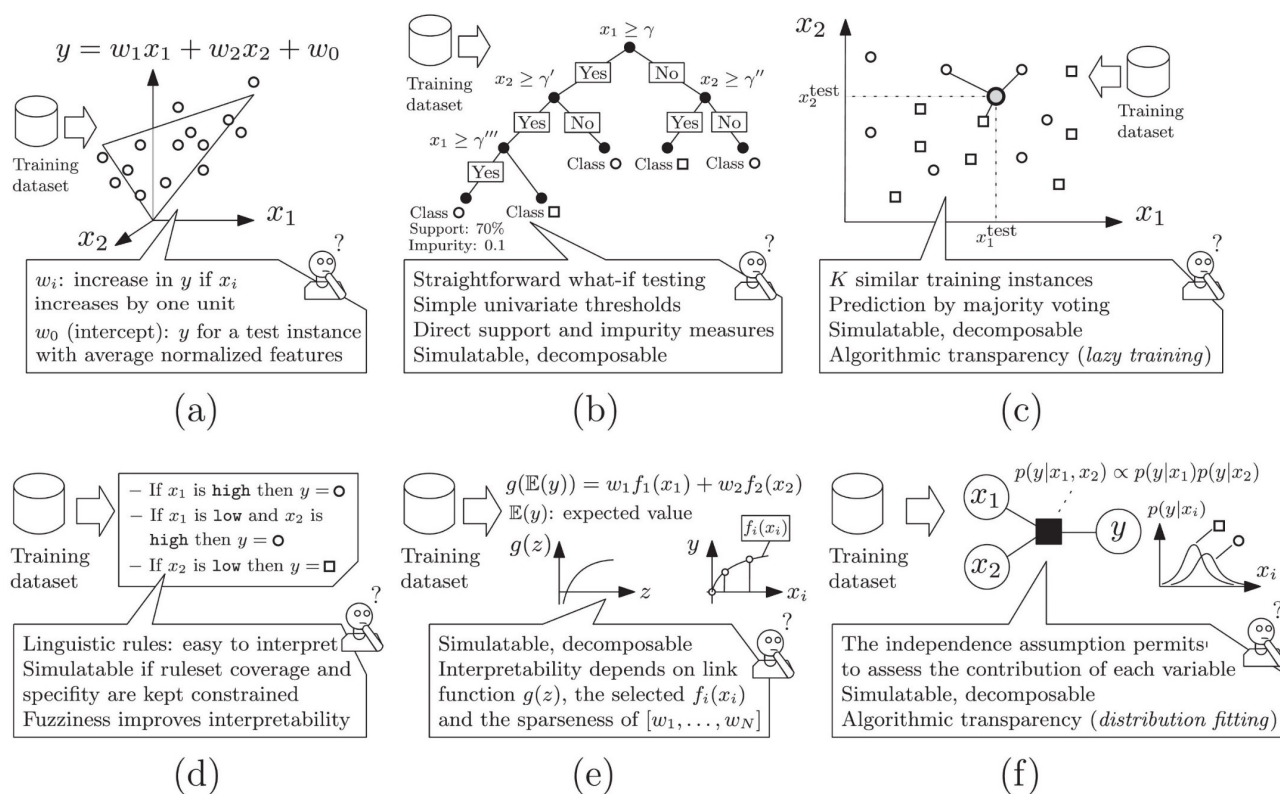 y = w₁x₁ + w₂x₂ + w₀
Training
dataset
x₁
x₂
?
wᵢ: increase in y if xᵢ
increases by one unit
w₀ (intercept): y for a test instance
with average normalized features
(a)
Training
dataset
x₁ ≥ γ
Yes
No
x₂ ≥ γ′
x₂ ≥ γ″
Yes
No
Yes
No
x₁ ≥ γ‴
Yes
Class
Class
Class
Class
Class
Support: 70%
Impurity: 0.1
?
Straightforward what-if testing
Simple univariate thresholds
Direct support and impurity measures
Simulatable, decomposable
(b)
x₂
x₂ᵗᵉˢᵗ
Training
dataset
x₁
x₁ᵗᵉˢᵗ
?
K similar training instances
Prediction by majority voting
Simulatable, decomposable
Algorithmic transparency (lazy training)
(c)
Training
dataset
– If x₁ is high then y =
– If x₁ is low and x₂ is
high then y =
– If x₂ is low then y =
?
Linguistic rules: easy to interpret
Simulatable if ruleset coverage and
specifity are kept constrained
Fuzziness improves interpretability
(d)
Training
dataset
g(𝔼(y)) = w₁f₁(x₁) + w₂f₂(x₂)
𝔼(y): expected value
g(z)
z
y
fᵢ(xᵢ)
xᵢ
?
Simulatable, decomposable
Interpretability depends on link
function g(z), the selected fᵢ(xᵢ)
and the sparseness of [w₁, . . . , w_N]
(e)
Training
dataset
p(y|x₁, x₂) ∝ p(y|x₁)p(y|x₂)
x₁
x₂
y
p(y|xᵢ)
xᵢ
?
The independence assumption permits
to assess the contribution of each variable
Simulatable, decomposable
Algorithmic transparency (distribution fitting)
(f)